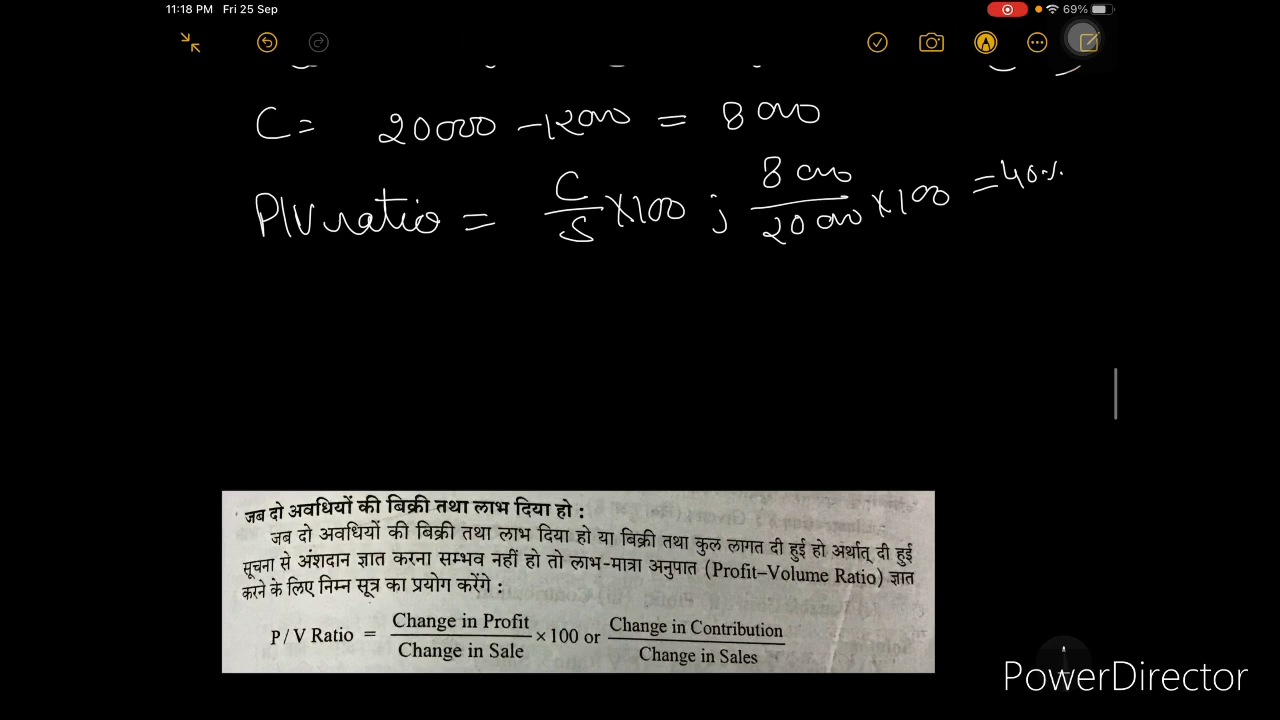 11:18 PM Fri 25 Sep
69%
C = 20000 - 12000 = 8000
P/V ratio = C/S × 100 ; 8000/20000 × 100 = 40%
जब दो अवधियों की बिक्री तथा लाभ दिया हो :
जब दो अवधियों की बिक्री तथा लाभ दिया हो या बिक्री तथा कुल लागत दी हुई हो अर्थात् दी हुई
सूचना से अंशदान ज्ञात करना सम्भव नहीं हो तो लाभ-मात्रा अनुपात (Profit–Volume Ratio) ज्ञात
करने के लिए निम्न सूत्र का प्रयोग करेंगे :
P / V Ratio = Change in Profit / Change in Sale × 100 or Change in Contribution / Change in Sales
PowerDirector